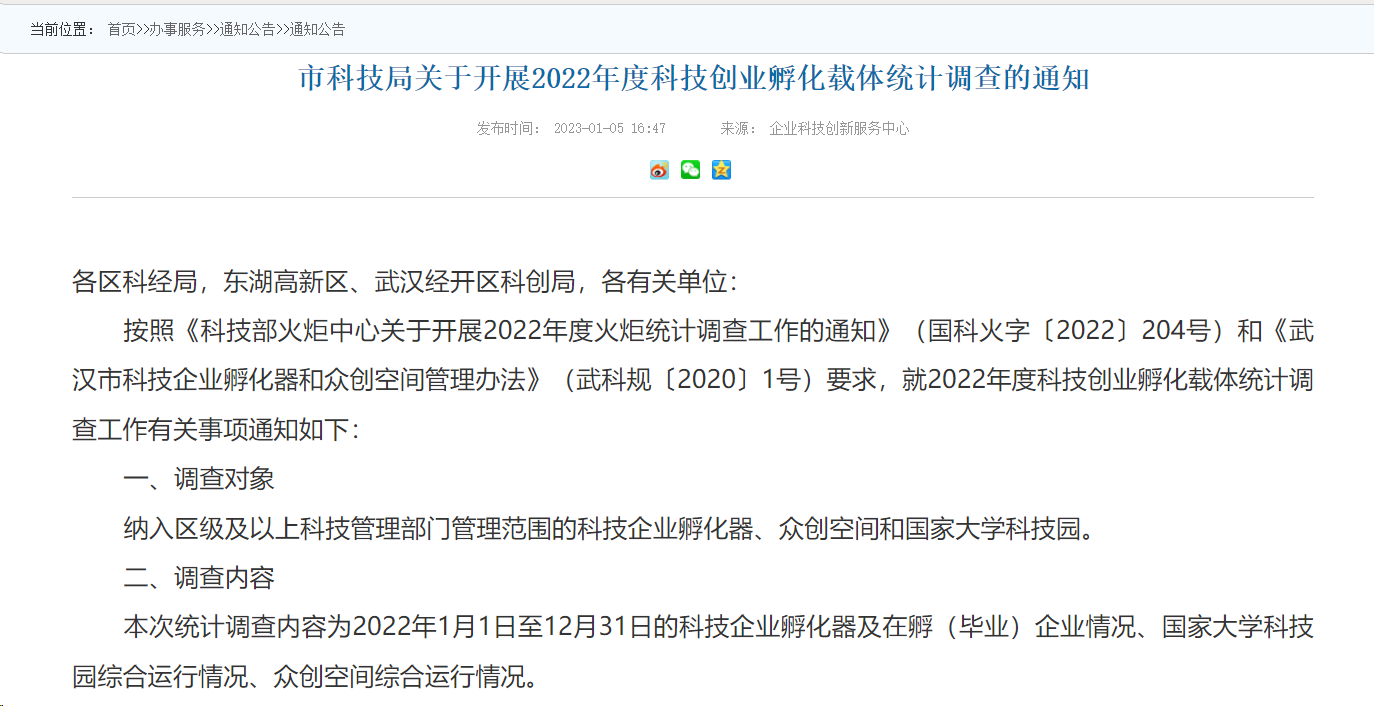 当前位置： 首页>>办事服务>>通知公告>>通知公告
市科技局关于开展2022年度科技创业孵化载体统计调查的通知
发布时间： 2023-01-05 16:47 来源： 企业科技创新服务中心
各区科经局，东湖高新区、武汉经开区科创局，各有关单位：
按照《科技部火炬中心关于开展2022年度火炬统计调查工作的通知》（国科火字〔2022〕204号）和《武
汉市科技企业孵化器和众创空间管理办法》（武科规〔2020〕1号）要求，就2022年度科技创业孵化载体统计调
查工作有关事项通知如下：
一、调查对象
纳入区级及以上科技管理部门管理范围的科技企业孵化器、众创空间和国家大学科技园。
二、调查内容
本次统计调查内容为2022年1月1日至12月31日的科技企业孵化器及在孵（毕业）企业情况、国家大学科技
园综合运行情况、众创空间综合运行情况。